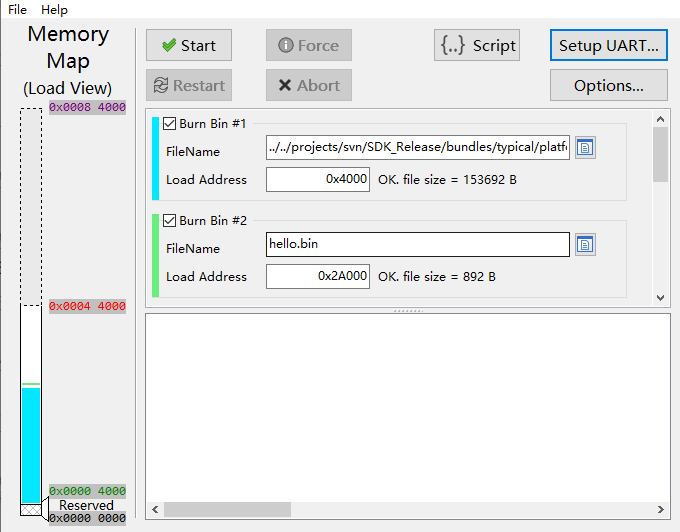 File Help
Memory
Map
(Load View)
0x0008 4000
0x0004 4000
0x0000 4000
Reserved
0x0000 0000
Start Force {..} Script Setup UART...
Restart Abort Options...
Burn Bin #1
FileName ../../projects/svn/SDK_Release/bundles/typical/platf
Load Address 0x4000 OK. file size = 153692 B
Burn Bin #2
FileName hello.bin
Load Address 0x2A000 OK. file size = 892 B